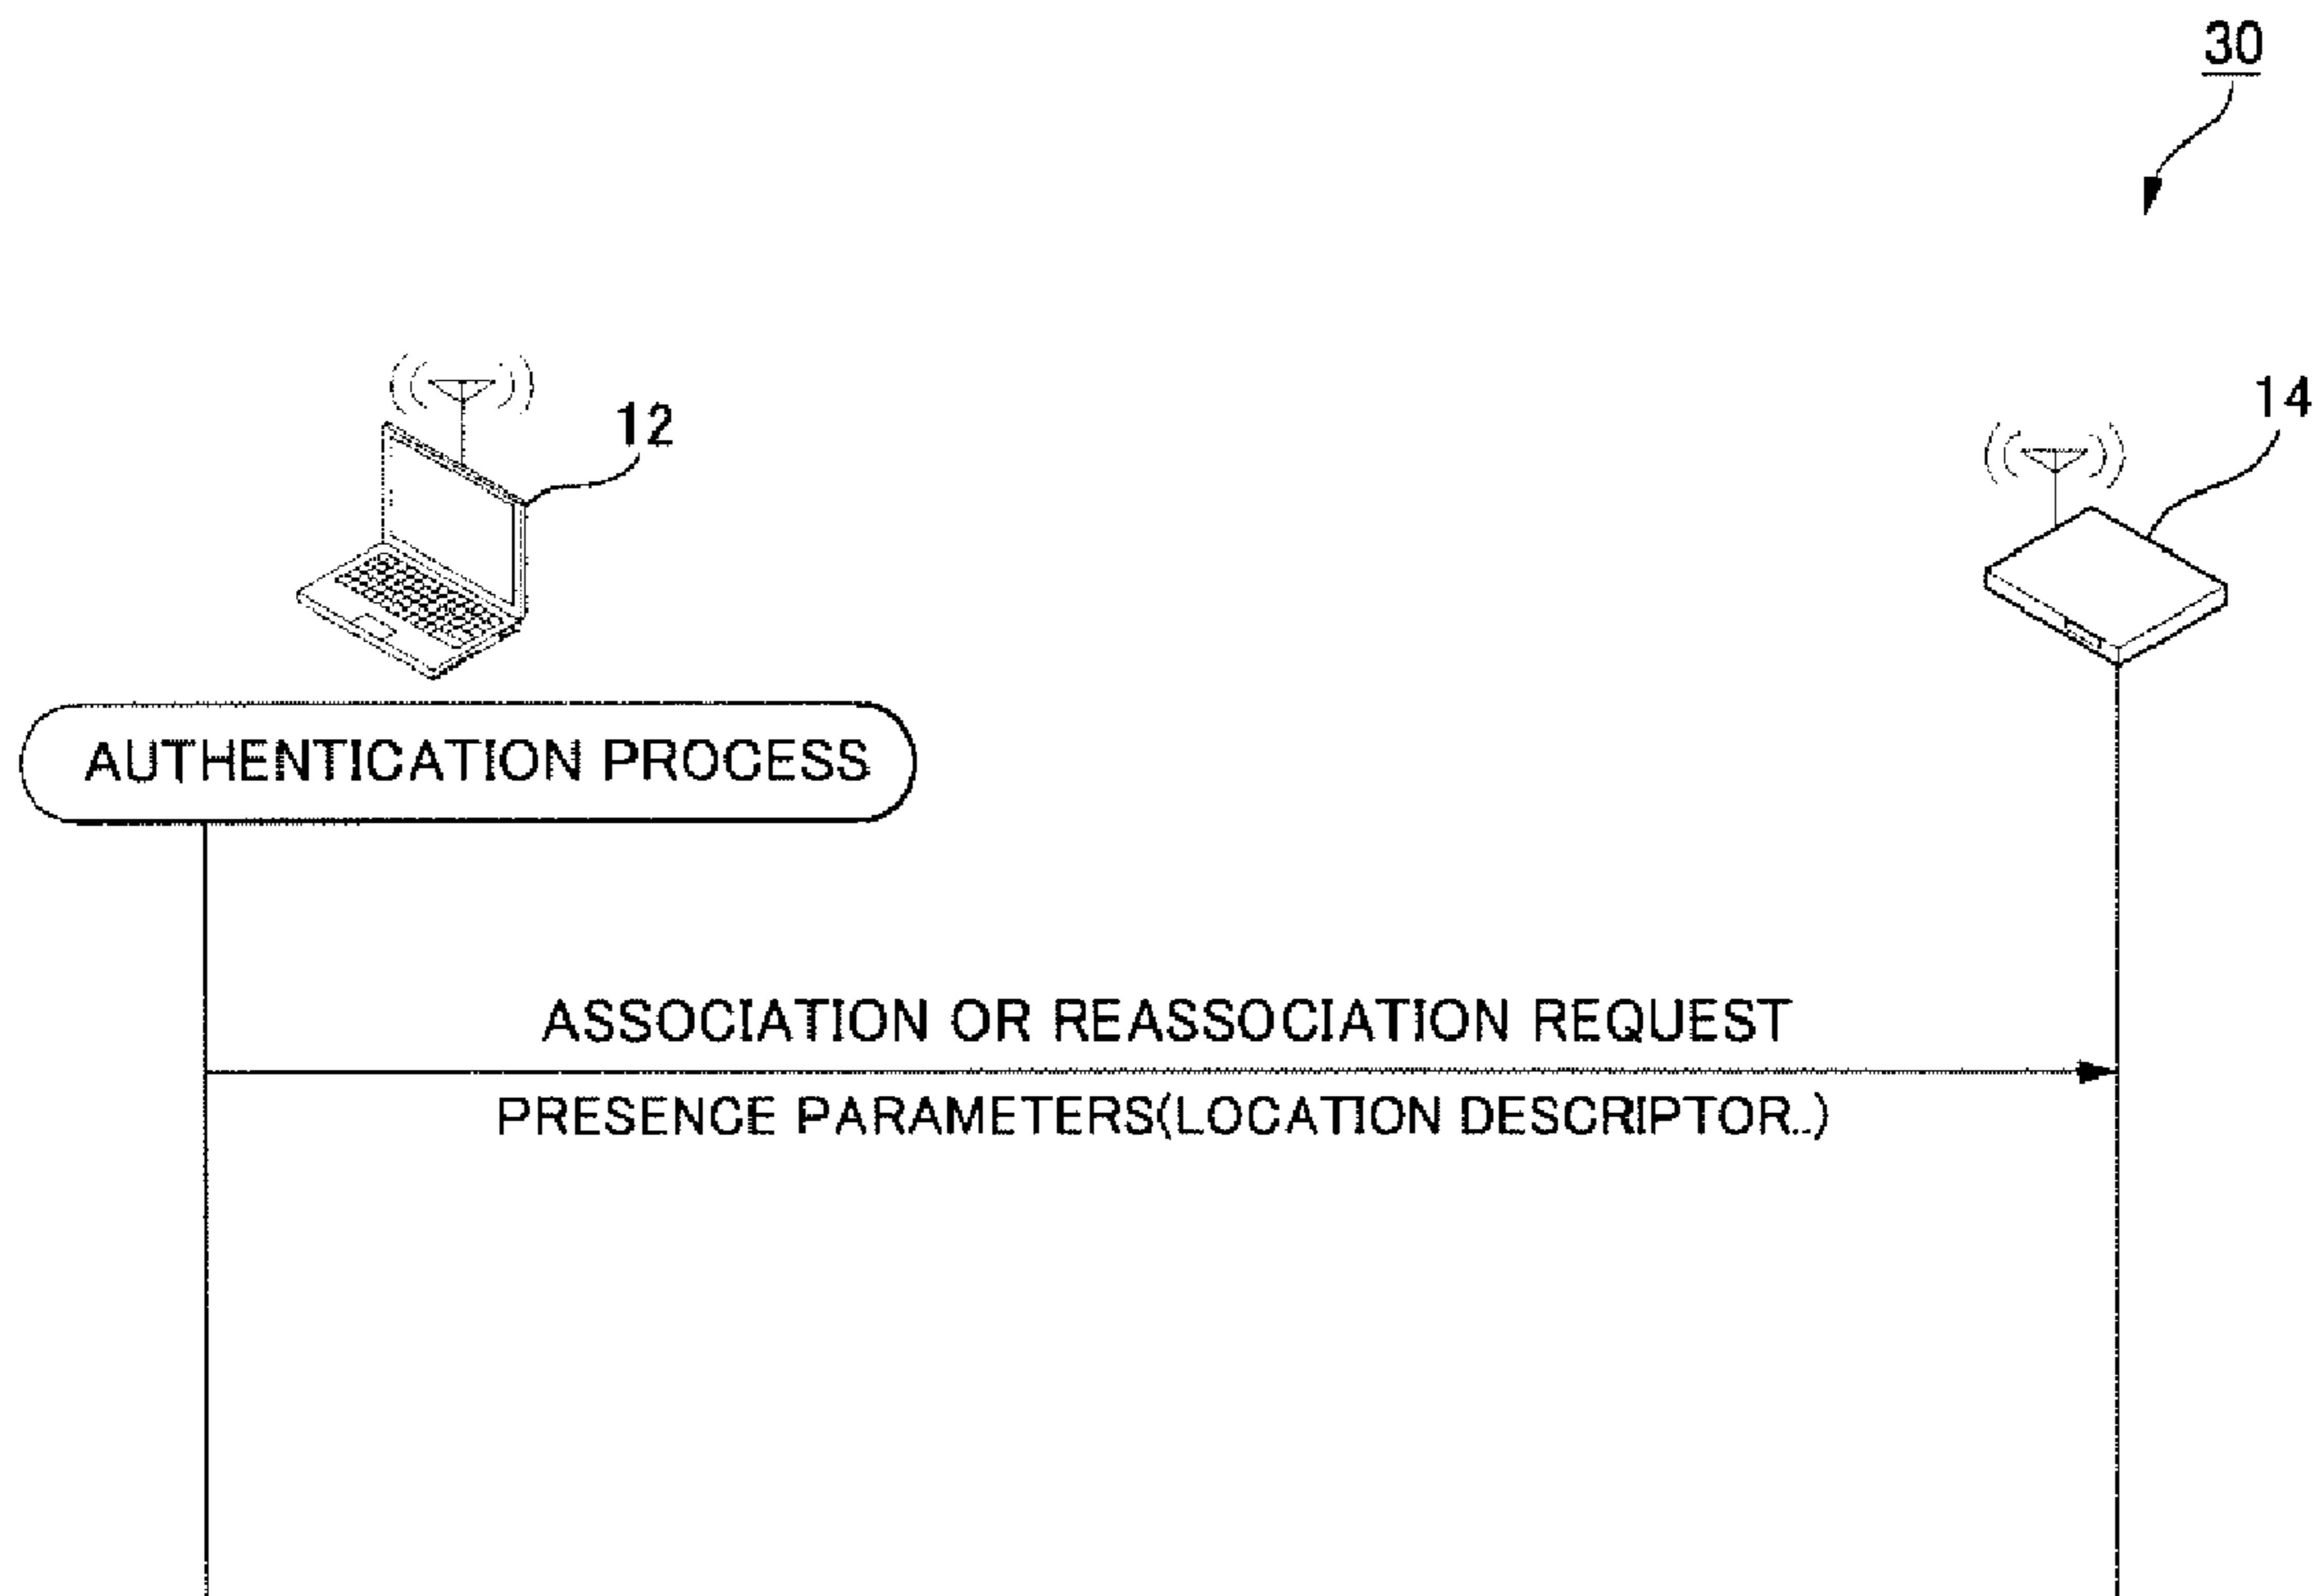 30
12
14
AUTHENTICATION PROCESS
ASSOCIATION OR REASSOCIATION REQUEST
PRESENCE PARAMETERS(LOCATION DESCRIPTOR..)